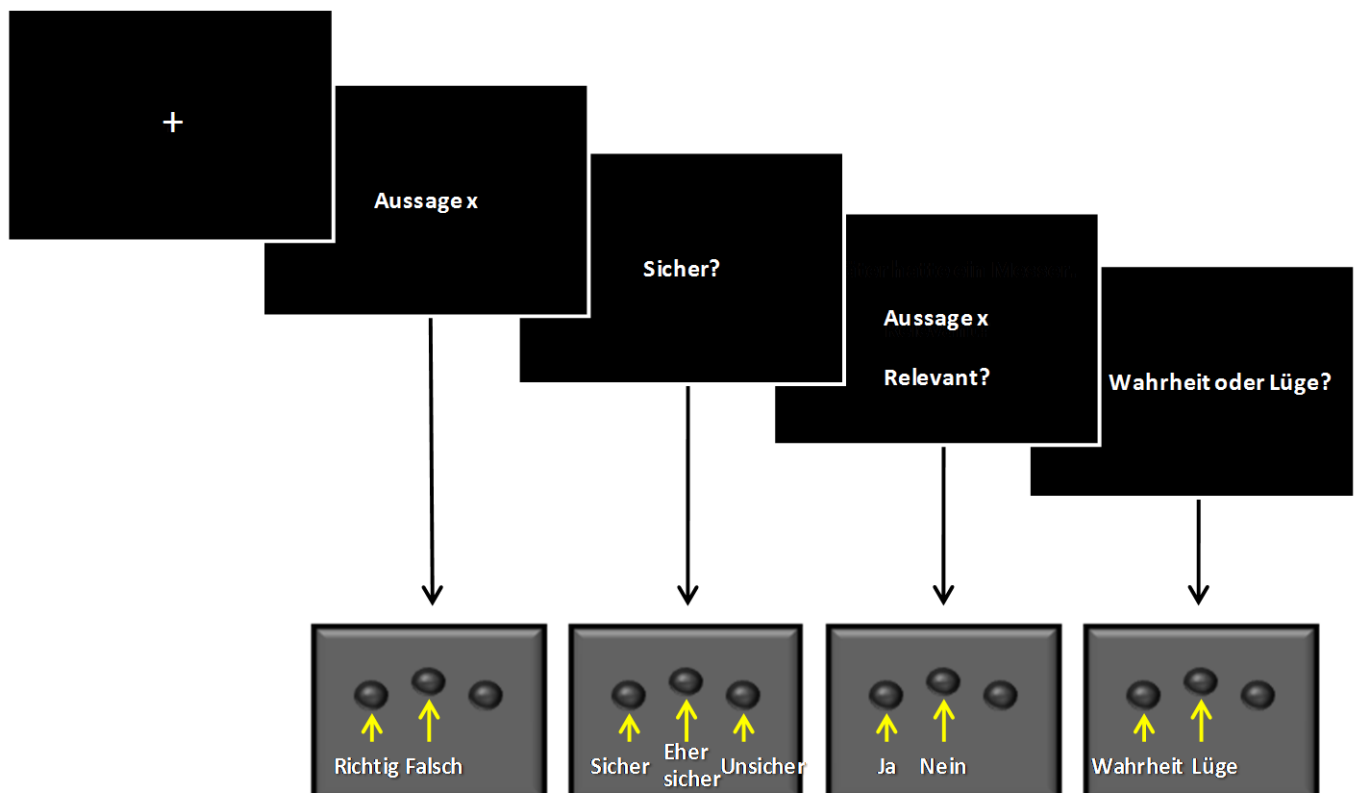 +
Aussage x
Sicher?
Aussage x
Relevant?
Wahrheit oder Lüge?
Richtig Falsch
Sicher Eher sicher Unsicher
Ja Nein
Wahrheit Lüge